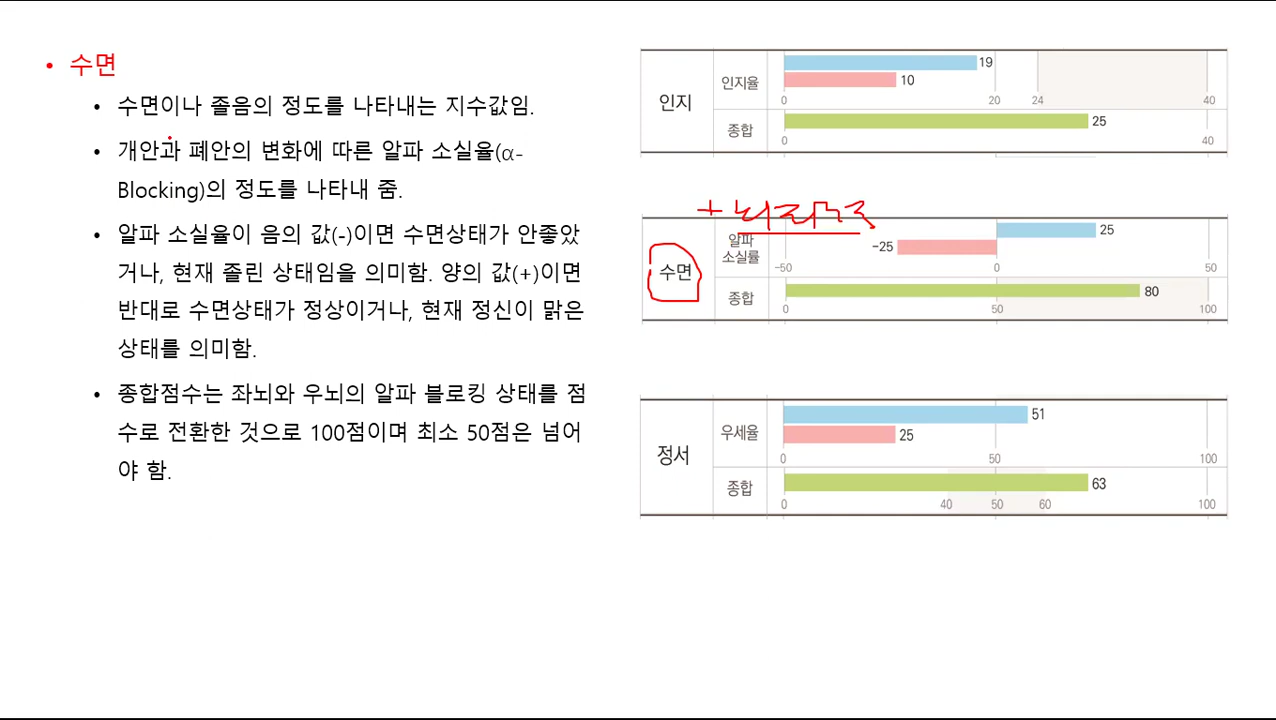 수면
수면이나 졸음의 정도를 나타내는 지수값임.
개안과 폐안의 변화에 따른 알파 소실율(α-
Blocking)의 정도를 나타내 줌.
알파 소실율이 음의 값(-)이면 수면상태가 안좋았
거나, 현재 졸린 상태임을 의미함. 양의 값(+)이면
반대로 수면상태가 정상이거나, 현재 정신이 맑은
상태를 의미함.
종합점수는 좌뇌와 우뇌의 알파 블로킹 상태를 점
수로 전환한 것으로 100점이며 최소 50점은 넘어
야 함.
인지
인지율
19
10
0 20 24 40
종합
25
0 40
+
수면
알파
소실률
25
-25
-50 0 50
종합
80
0 50 100
정서
우세율
51
25
0 50 100
종합
63
0 40 50 60 100